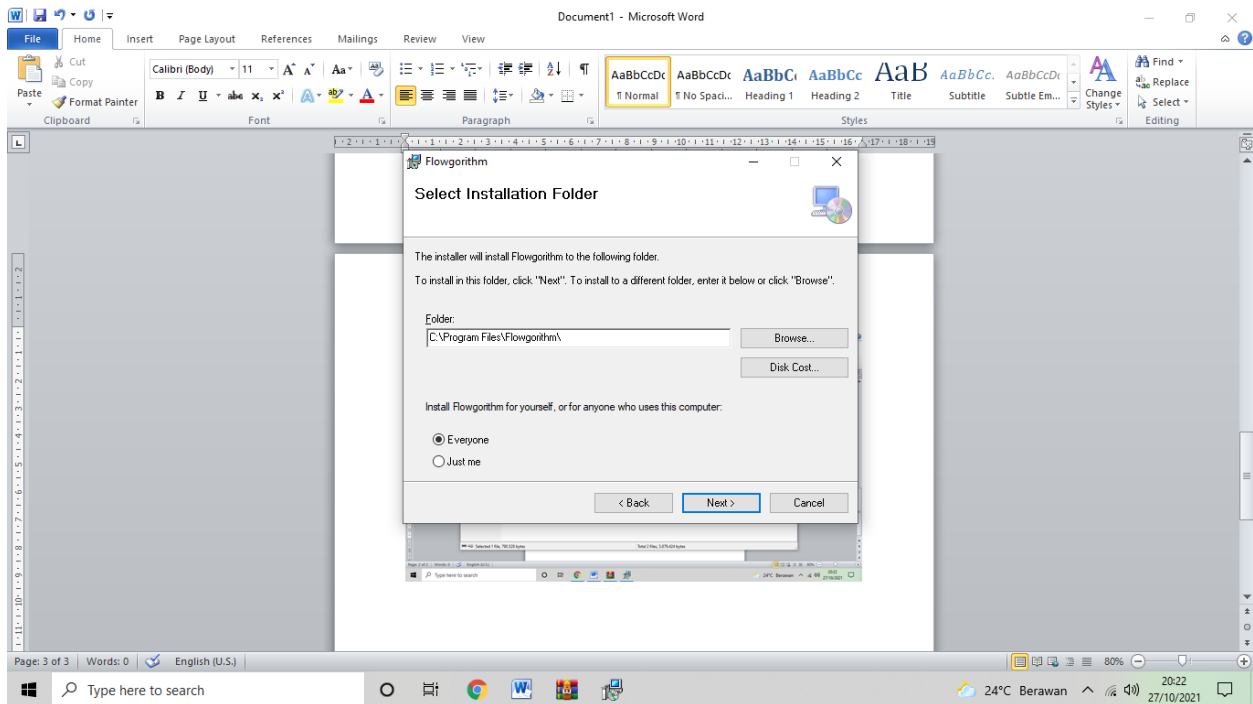 Document1 - Microsoft Word
File Home Insert Page Layout References Mailings Review View
Paste
Cut
Copy
Format Painter
Clipboard
Calibri (Body) 11
Font
Paragraph
AaBbCcDc AaBbCcDc AaBbC AaBbCc AaB AaBbCc. AaBbCcDc
¶ Normal ¶ No Spaci... Heading 1 Heading 2 Title Subtitle Subtle Em...
Change Styles
Styles
Find
Replace
Select
Editing
Flowgorithm
Select Installation Folder
The installer will install Flowgorithm to the following folder.
To install in this folder, click "Next". To install to a different folder, enter it below or click "Browse".
Folder:
C:\Program Files\Flowgorithm\
Browse...
Disk Cost...
Install Flowgorithm for yourself, or for anyone who uses this computer:
Everyone
Just me
< Back Next > Cancel
Type here to search
Page: 3 of 3 Words: 0 English (U.S.) 80%
Type here to search
24°C Berawan
20:22
27/10/2021